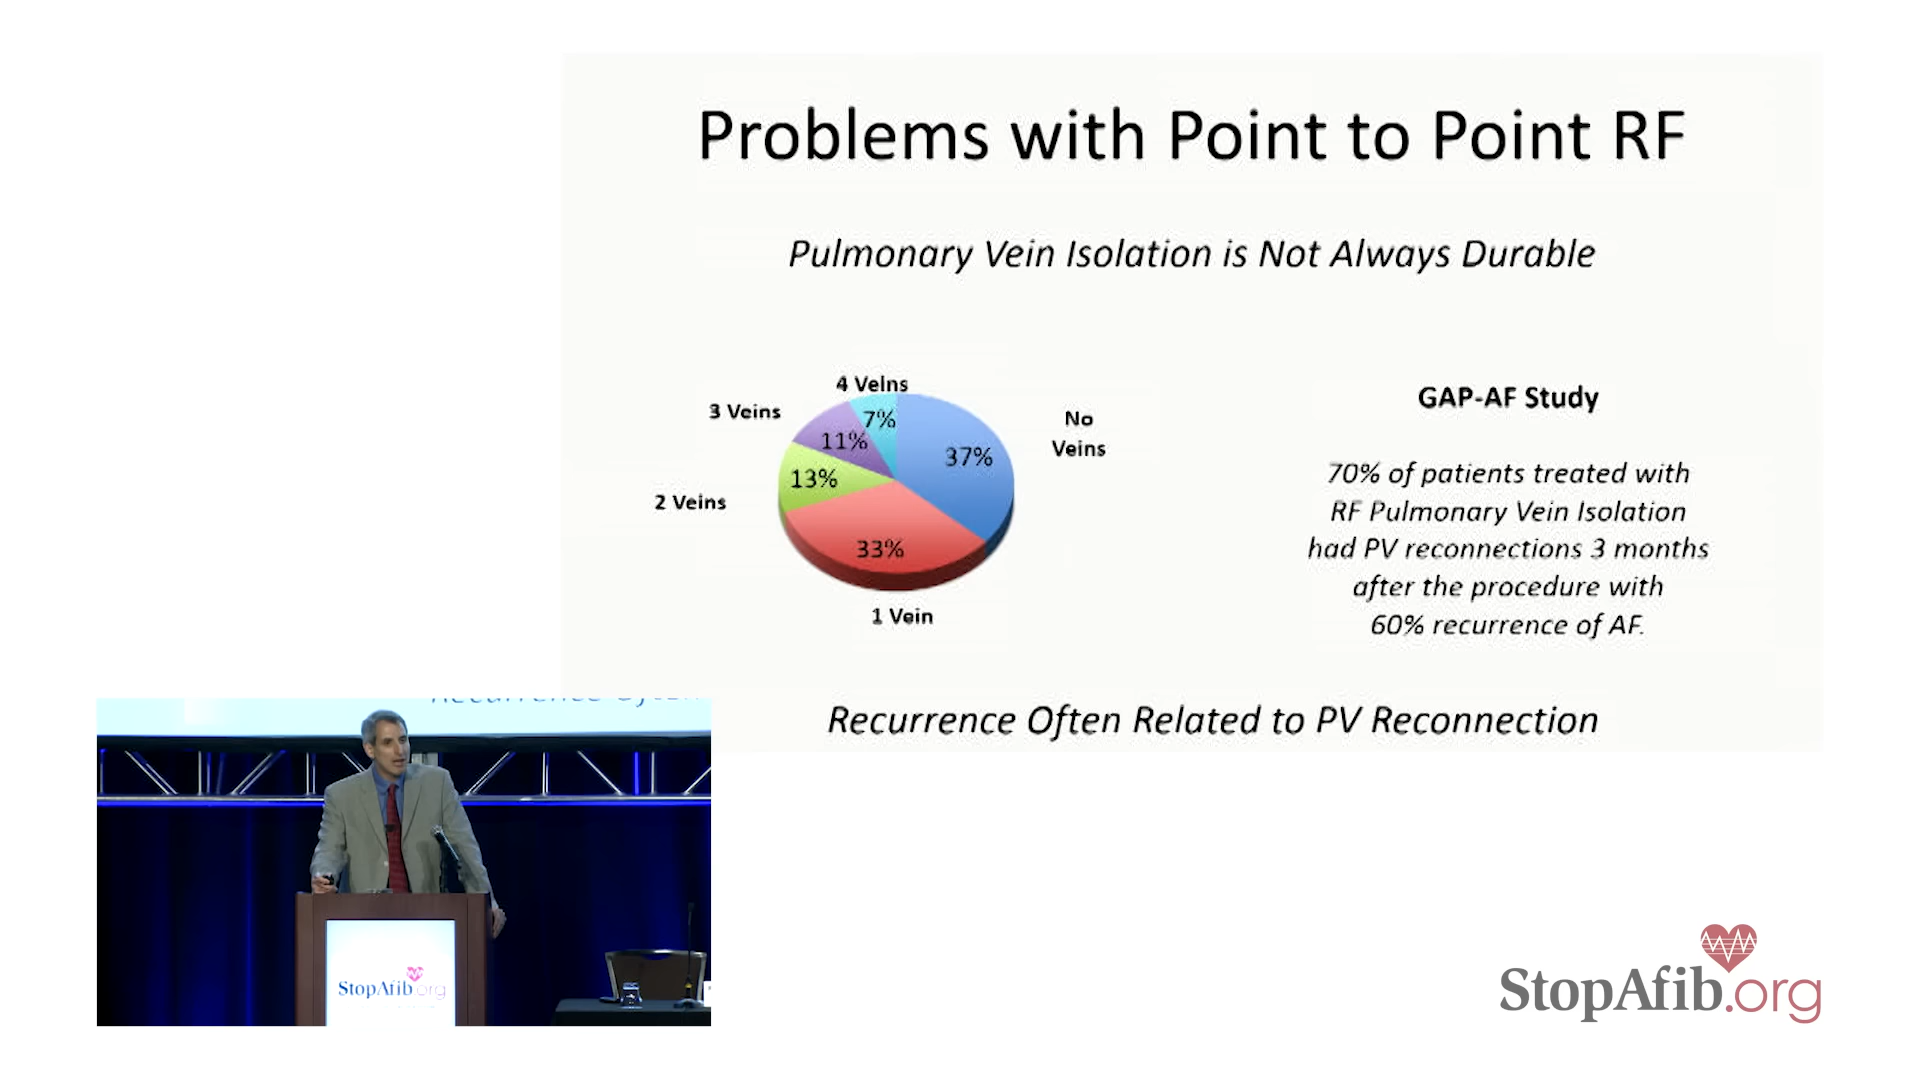 Problems with Point to Point RF
Pulmonary Vein Isolation is Not Always Durable
4 Veins
3 Veins
7%
11%
No
Veins
37%
13%
2 Veins
33%
1 Vein
GAP-AF Study
70% of patients treated with
RF Pulmonary Vein Isolation
had PV reconnections 3 months
after the procedure with
60% recurrence of AF.
Recurrence Often Related to PV Reconnection
Recurrence Often
StopAfib.org
StopAfib.org